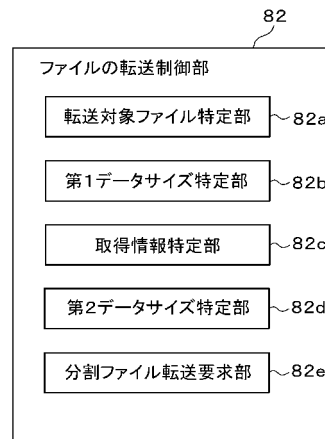 82
ファイルの転送制御部
転送対象ファイル特定部 82a
第1データサイズ特定部 82b
取得情報特定部 82c
第2データサイズ特定部 82d
分割ファイル転送要求部 82e